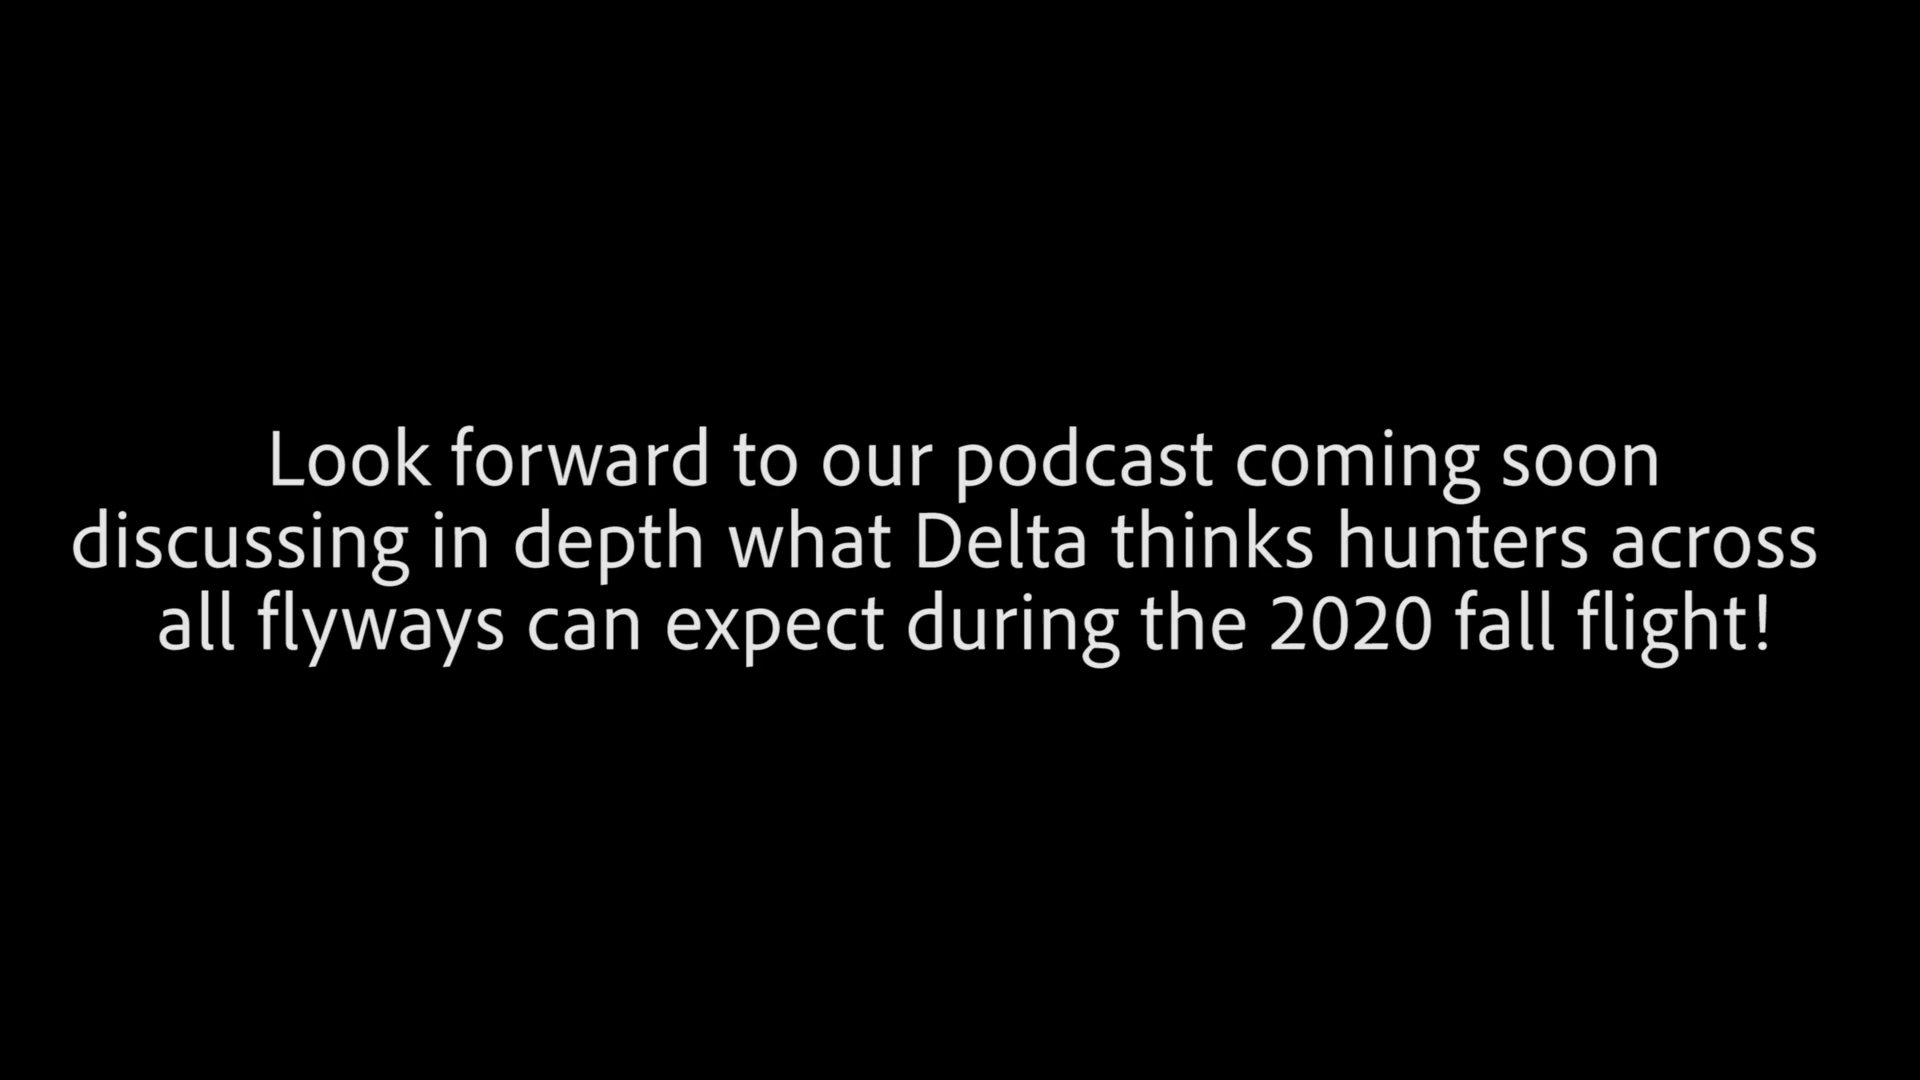 Look forward to our podcast coming soon
discussing in depth what Delta thinks hunters across
all flyways can expect during the 2020 fall flight!